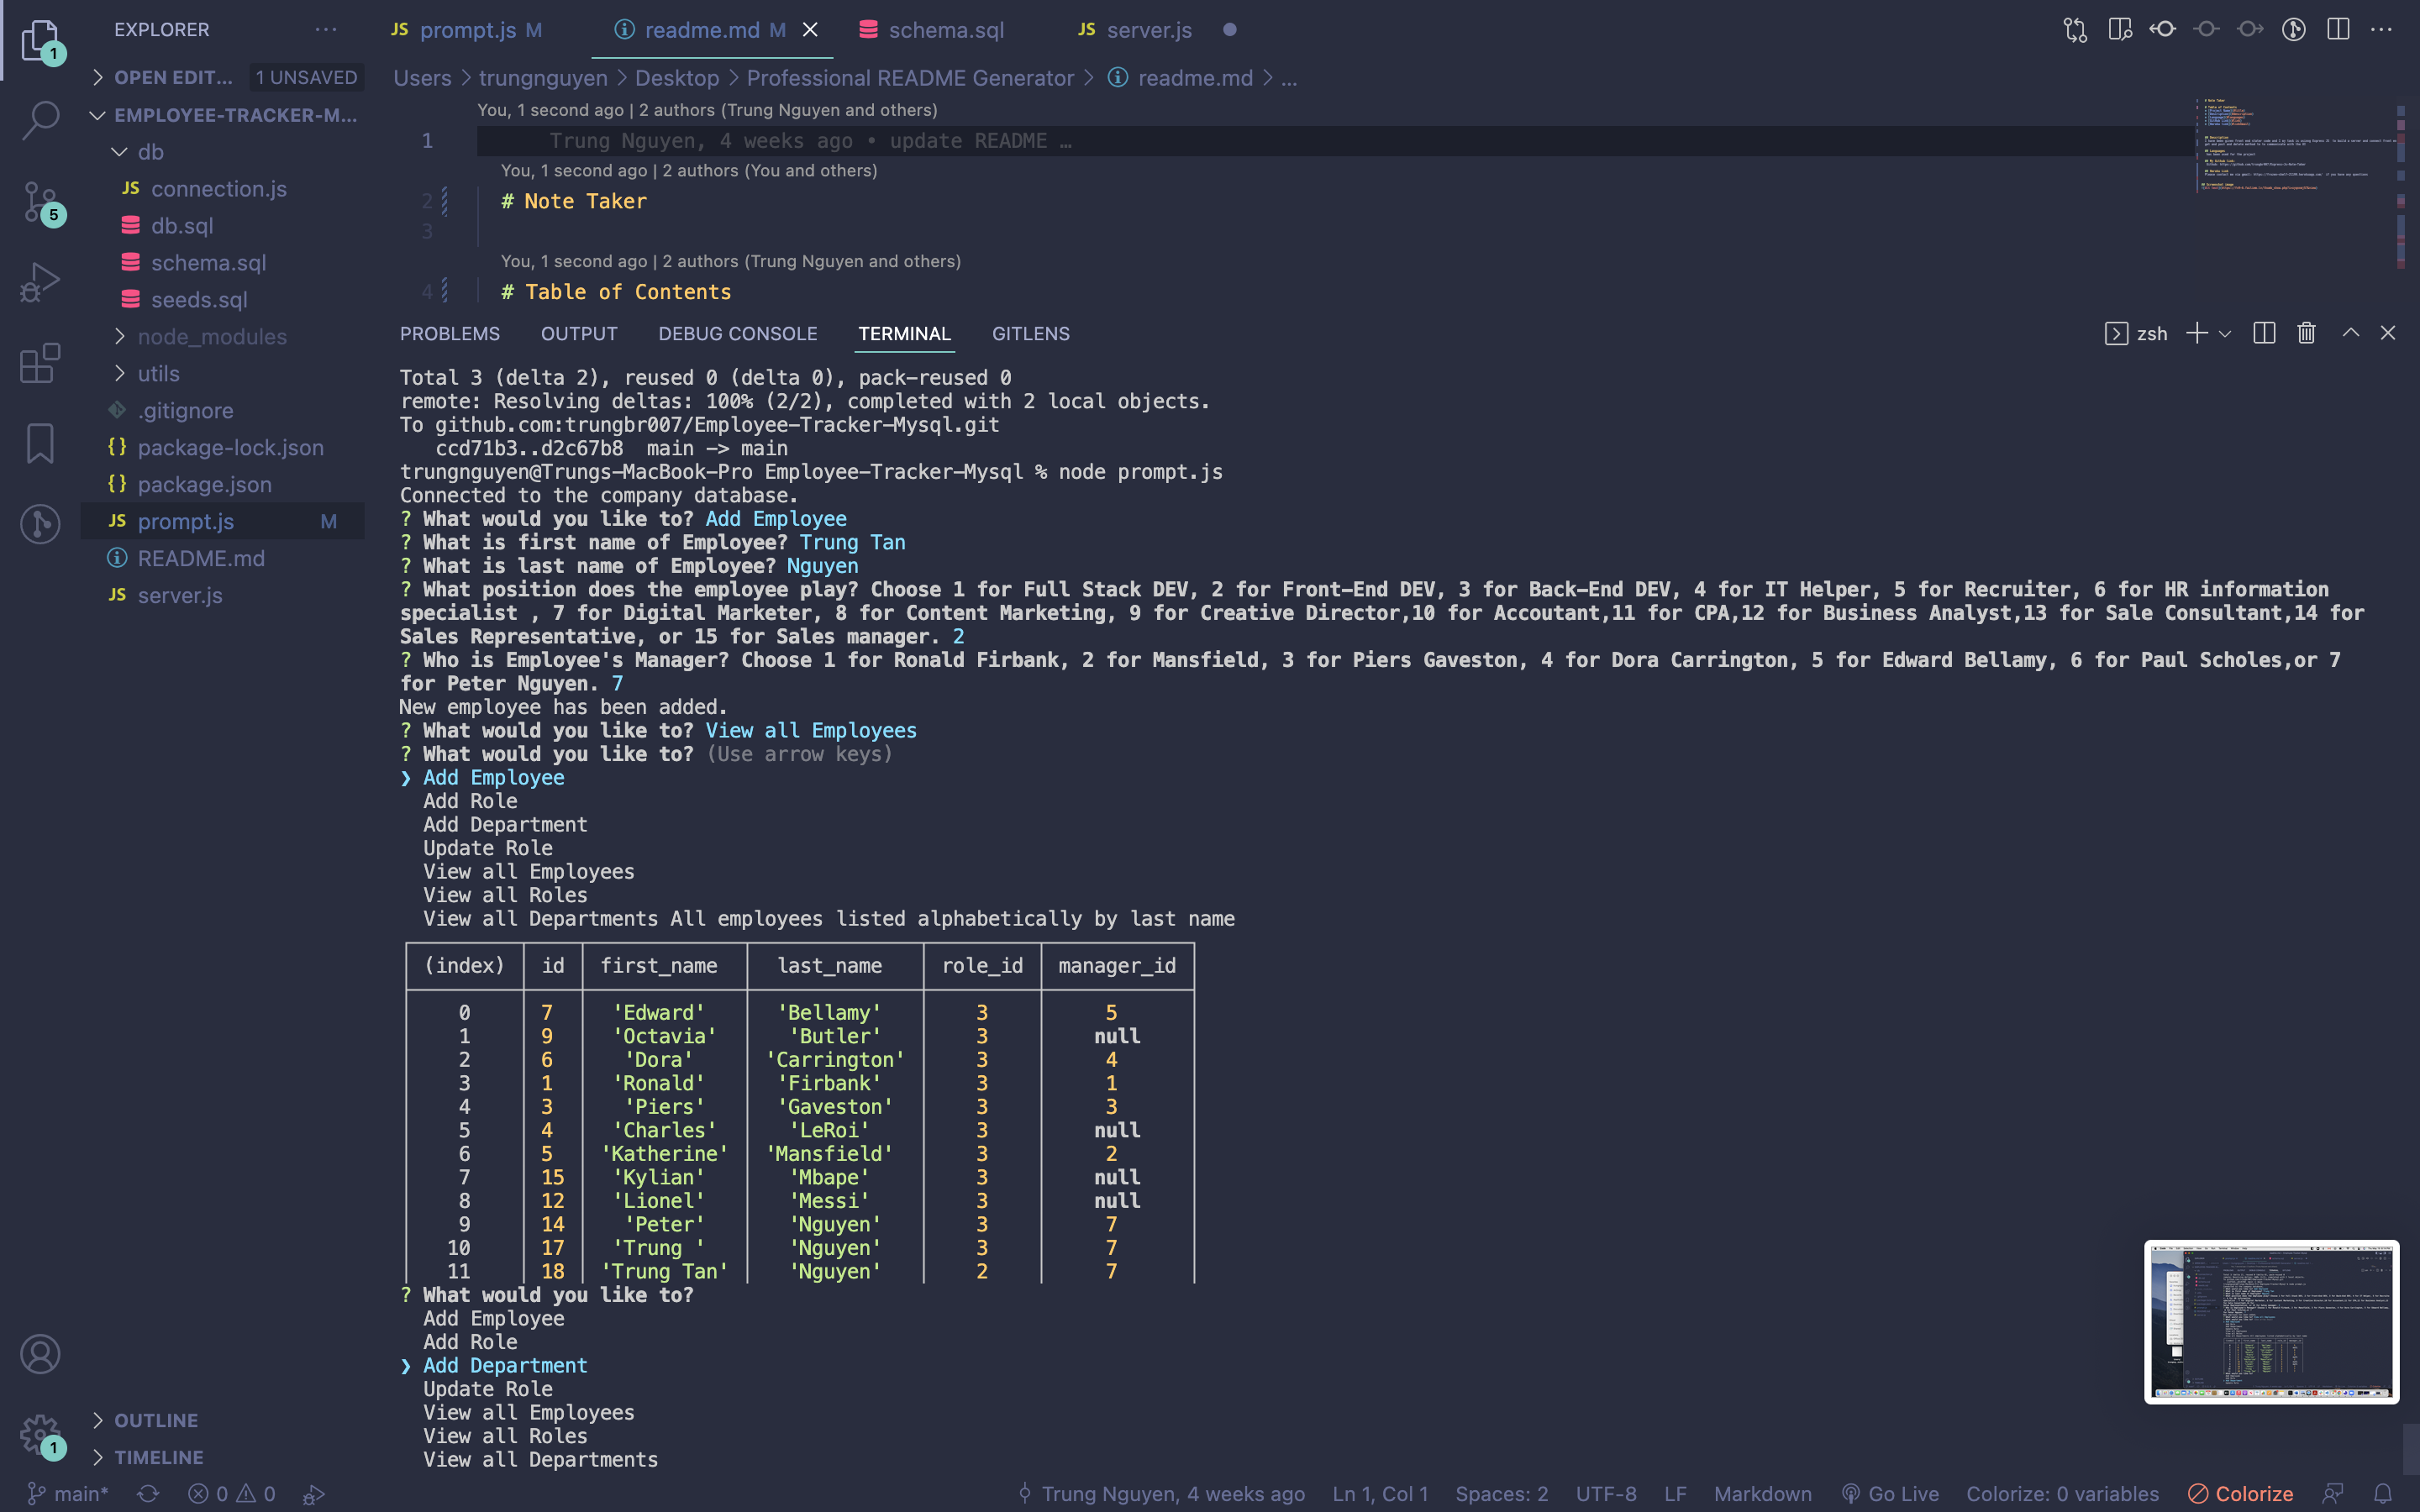 EXPLORER ···
JS prompt.js M
readme.md M
schema.sql
JS server.js
OPEN EDIT... 1 UNSAVED
Users > trungnguyen > Desktop > Professional README Generator > readme.md > ...
EMPLOYEE-TRACKER-M...
db
JS connection.js
db.sql
schema.sql
seeds.sql
node_modules
utils
.gitignore
{} package-lock.json
{} package.json
JS prompt.js M
README.md
JS server.js
OUTLINE
TIMELINE
1
5
1
You, 1 second ago | 2 authors (Trung Nguyen and others)
1 Trung Nguyen, 4 weeks ago • update README …
You, 1 second ago | 2 authors (You and others)
2 # Note Taker
3
You, 1 second ago | 2 authors (Trung Nguyen and others)
4 # Table of Contents
PROBLEMS OUTPUT DEBUG CONSOLE TERMINAL GITLENS zsh
Total 3 (delta 2), reused 0 (delta 0), pack-reused 0
remote: Resolving deltas: 100% (2/2), completed with 2 local objects.
To github.com:trungbr007/Employee-Tracker-Mysql.git
ccd71b3..d2c67b8 main -> main
trungnguyen@Trungs-MacBook-Pro Employee-Tracker-Mysql % node prompt.js
Connected to the company database.
? What would you like to? Add Employee
? What is first name of Employee? Trung Tan
? What is last name of Employee? Nguyen
? What position does the employee play? Choose 1 for Full Stack DEV, 2 for Front-End DEV, 3 for Back-End DEV, 4 for IT Helper, 5 for Recruiter, 6 for HR information
specialist , 7 for Digital Marketer, 8 for Content Marketing, 9 for Creative Director,10 for Accoutant,11 for CPA,12 for Business Analyst,13 for Sale Consultant,14 for
Sales Representative, or 15 for Sales manager. 2
? Who is Employee's Manager? Choose 1 for Ronald Firbank, 2 for Mansfield, 3 for Piers Gaveston, 4 for Dora Carrington, 5 for Edward Bellamy, 6 for Paul Scholes,or 7
for Peter Nguyen. 7
New employee has been added.
? What would you like to? View all Employees
? What would you like to? (Use arrow keys)
❯ Add Employee
Add Role
Add Department
Update Role
View all Employees
View all Roles
View all Departments All employees listed alphabetically by last name
(index) id first_name last_name role_id manager_id
0 7 'Edward' 'Bellamy' 3 5
1 9 'Octavia' 'Butler' 3 null
2 6 'Dora' 'Carrington' 3 4
3 1 'Ronald' 'Firbank' 3 1
4 3 'Piers' 'Gaveston' 3 3
5 4 'Charles' 'LeRoi' 3 null
6 5 'Katherine' 'Mansfield' 3 2
7 15 'Kylian' 'Mbape' 3 null
8 12 'Lionel' 'Messi' 3 null
9 14 'Peter' 'Nguyen' 3 7
10 17 'Trung ' 'Nguyen' 3 7
11 18 'Trung Tan' 'Nguyen' 2 7
? What would you like to?
Add Employee
Add Role
❯ Add Department
Update Role
View all Employees
View all Roles
View all Departments
main* 0 0 Trung Nguyen, 4 weeks ago Ln 1, Col 1 Spaces: 2 UTF-8 LF Markdown Go Live Colorize: 0 variables Colorize